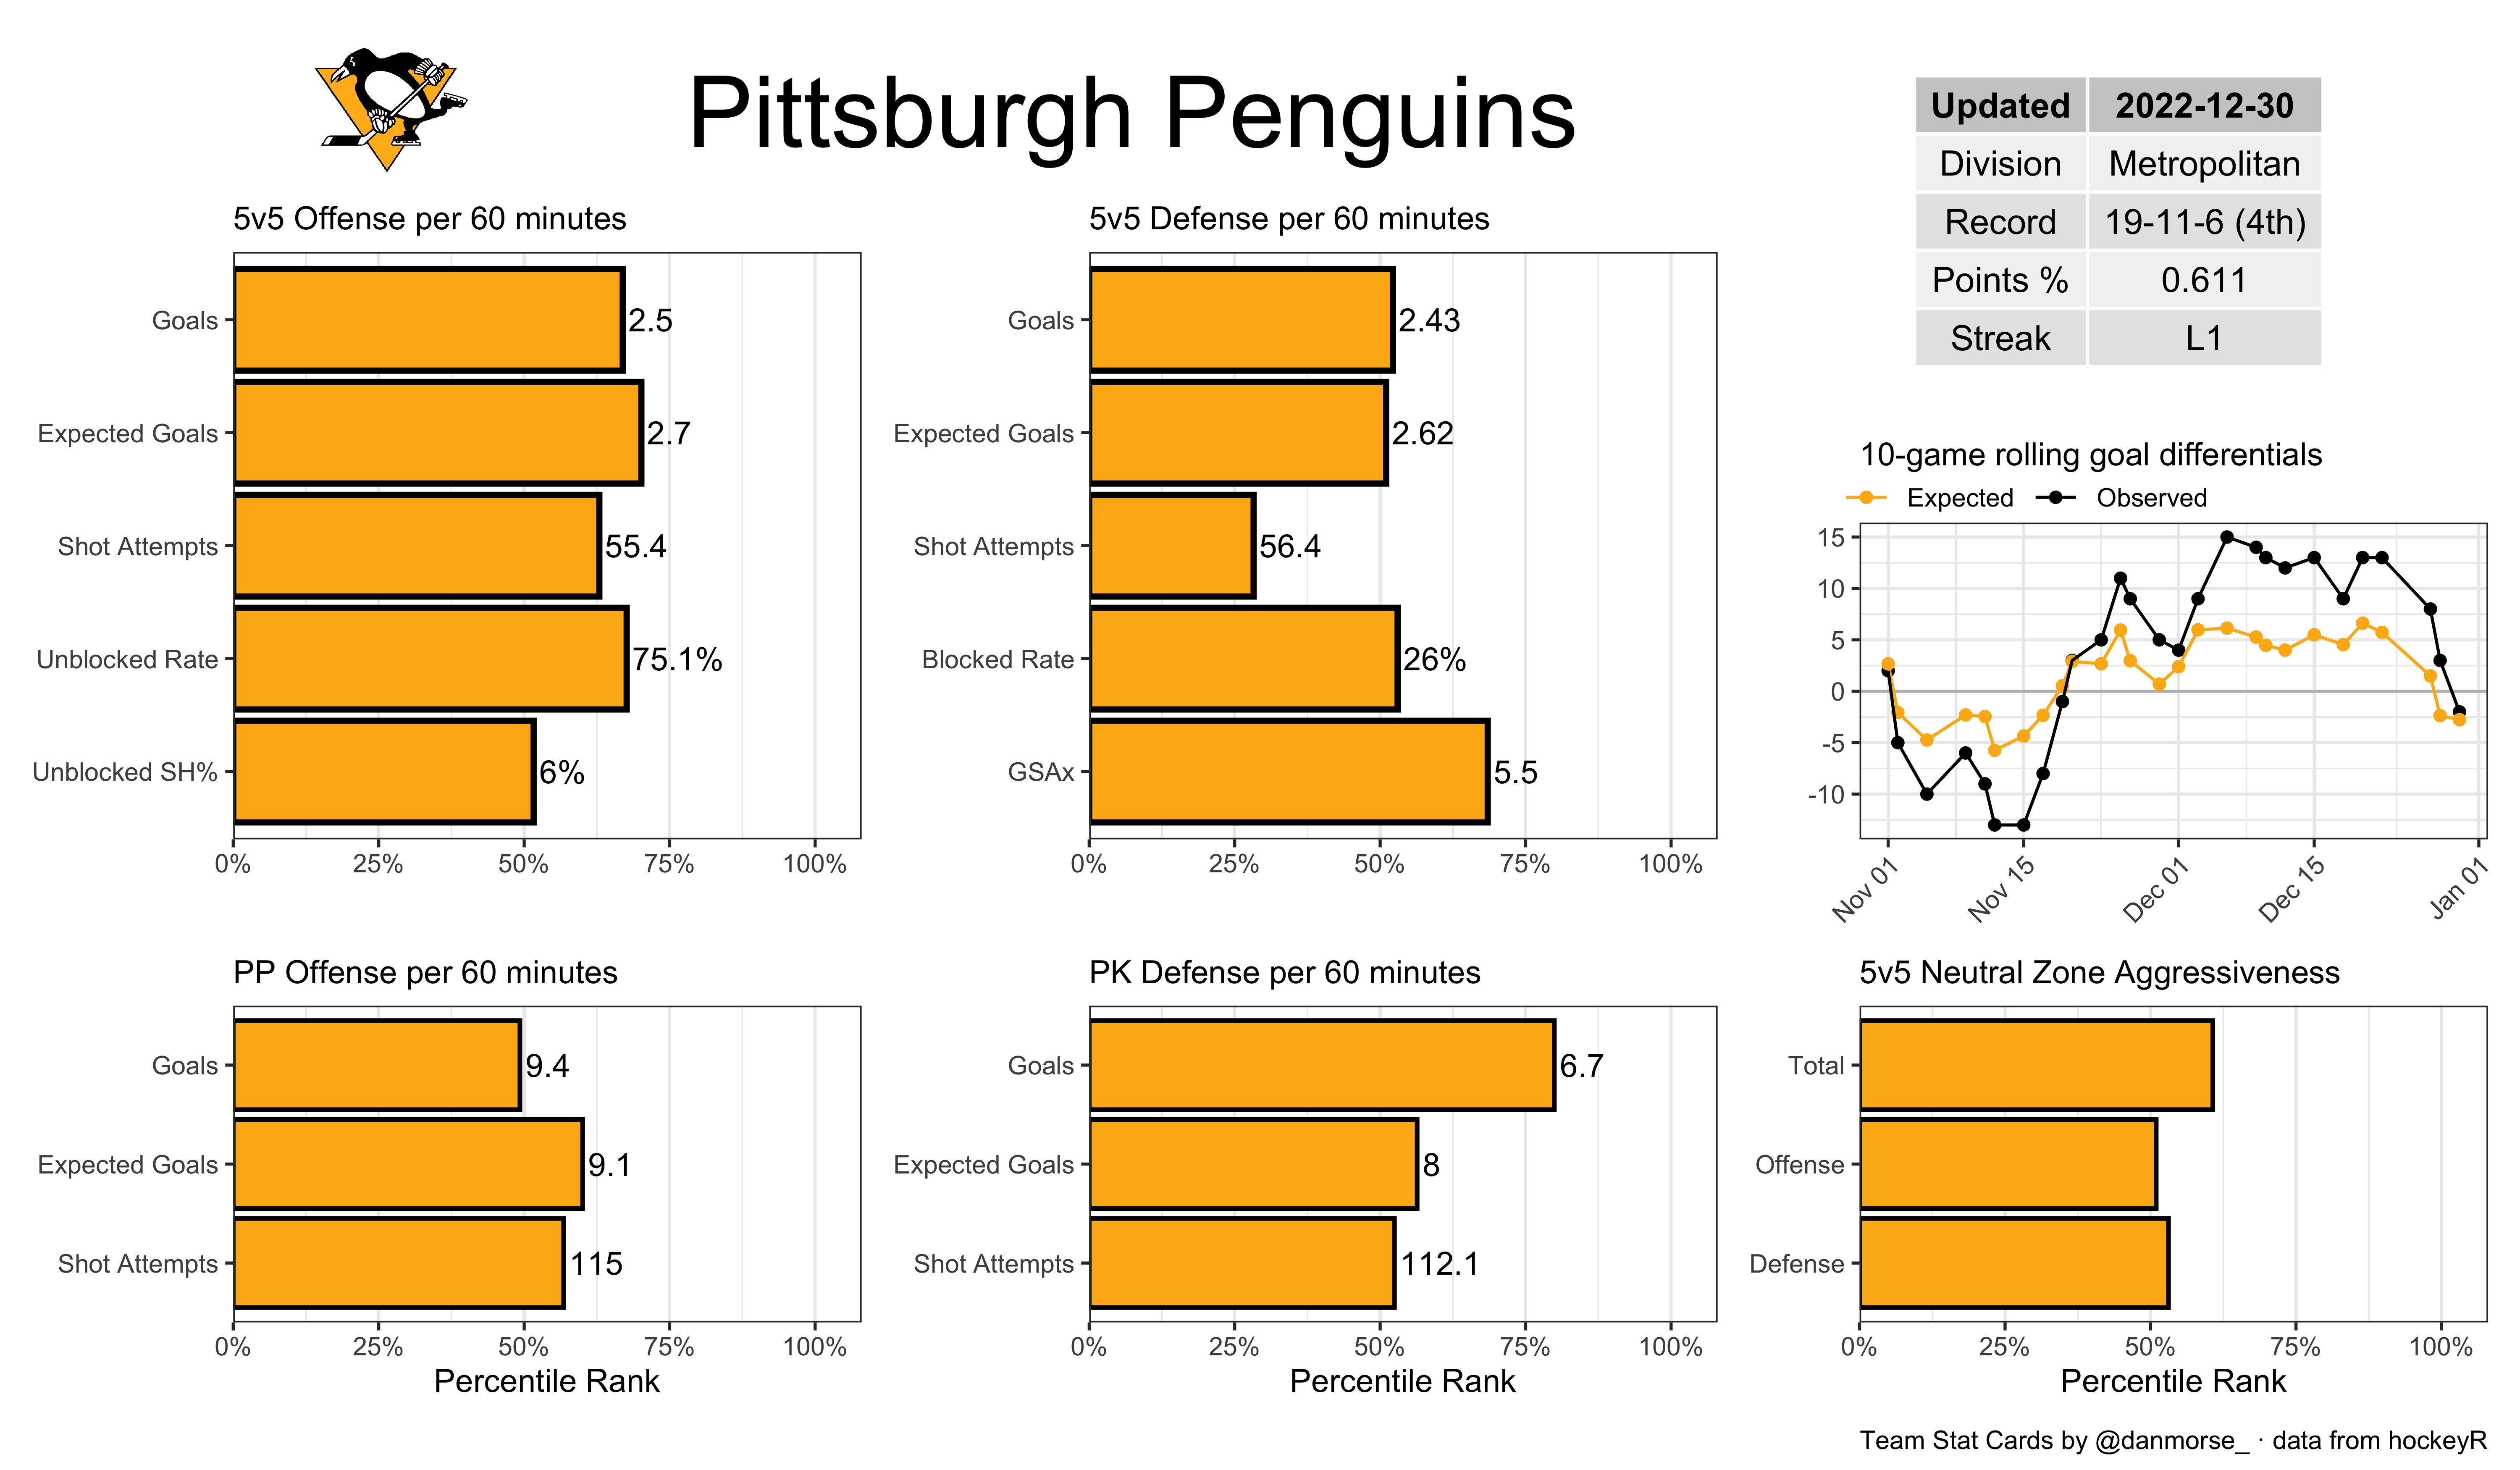 Pittsburgh Penguins
Updated 2022-12-30
Division Metropolitan
Record 19-11-6 (4th)
Points % 0.611
Streak L1
5v5 Offense per 60 minutes
Goals 2.5
Expected Goals 2.7
Shot Attempts 55.4
Unblocked Rate 75.1%
Unblocked SH% 6%
0% 25% 50% 75% 100%
5v5 Defense per 60 minutes
Goals 2.43
Expected Goals 2.62
Shot Attempts 56.4
Blocked Rate 26%
GSAx 5.5
0% 25% 50% 75% 100%
10-game rolling goal differentials
Expected Observed
15
10
5
0
-5
-10
Nov 01 Nov 15 Dec 01 Dec 15 Jan 01
PP Offense per 60 minutes
Goals 9.4
Expected Goals 9.1
Shot Attempts 115
0% 25% 50% 75% 100%
Percentile Rank
PK Defense per 60 minutes
Goals 6.7
Expected Goals 8
Shot Attempts 112.1
0% 25% 50% 75% 100%
Percentile Rank
5v5 Neutral Zone Aggressiveness
Total
Offense
Defense
0% 25% 50% 75% 100%
Percentile Rank
Team Stat Cards by @danmorse_ · data from hockeyR